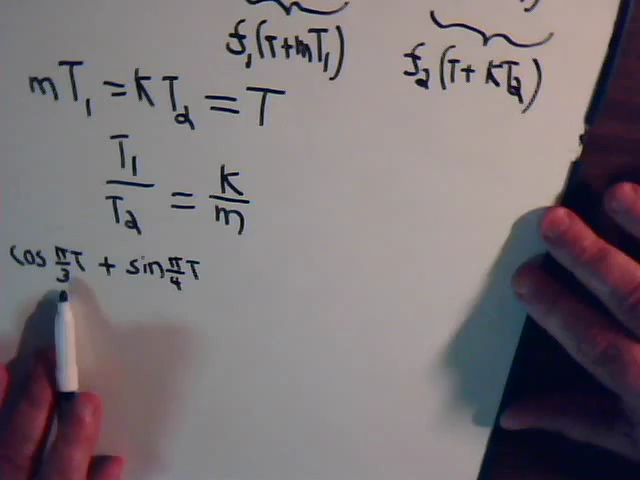 f₁(T+mT₁)
f₂(T+KT₂)
mT₁ = KT₂ = T
T₁/T₂ = K/m
cos π/3 T + sin π/4 T